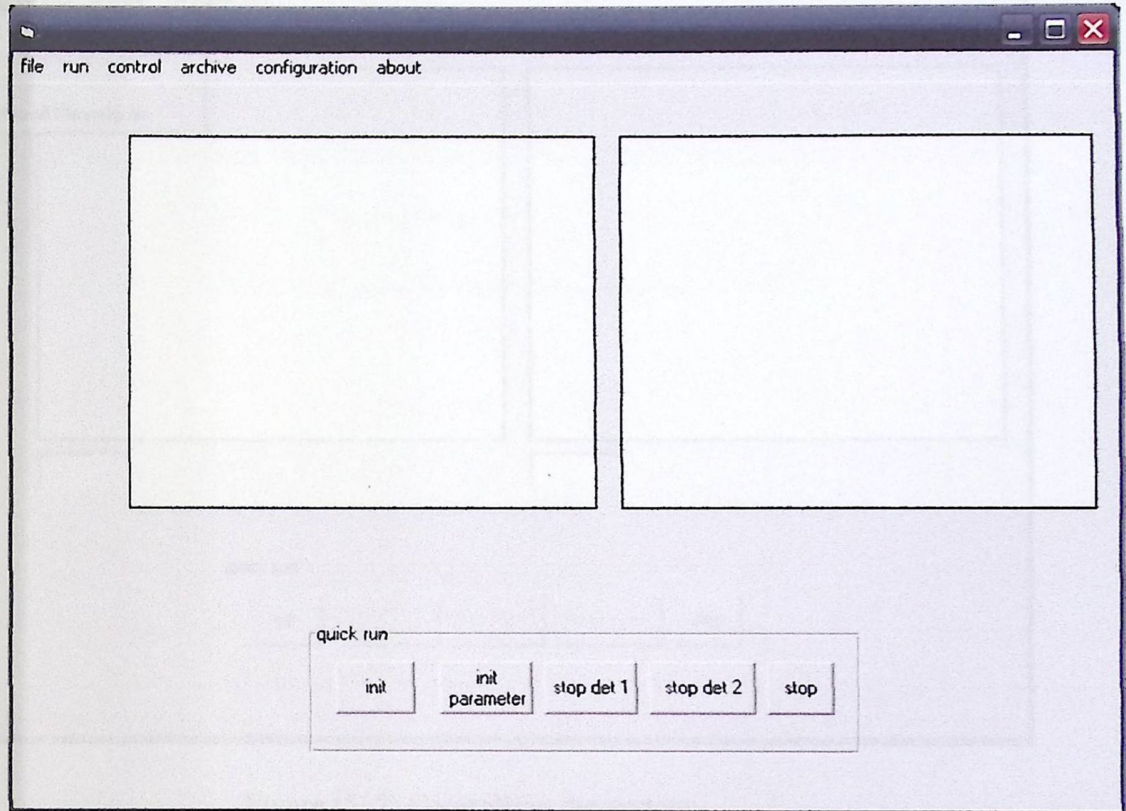 file run control archive configuration about
quick run
init
init
parameter
stop det 1
stop det 2
stop